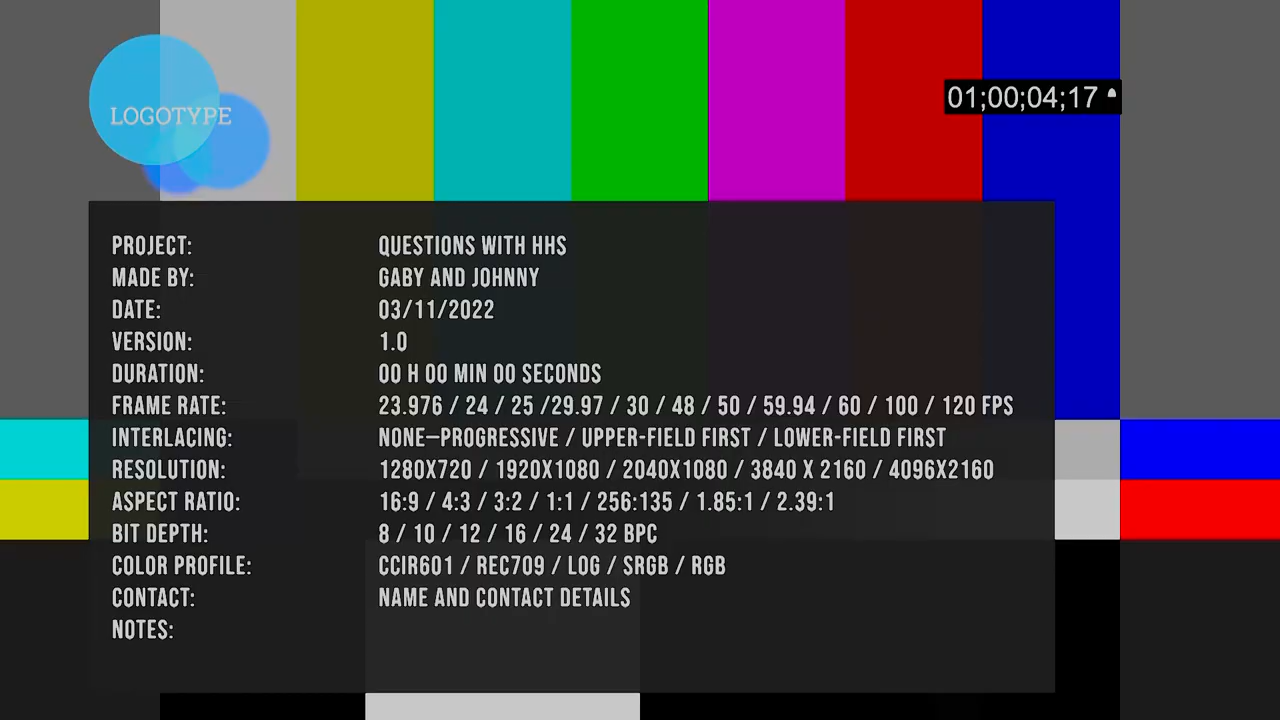 LOGOTYPE
01;00;04;17
PROJECT: QUESTIONS WITH HHS
MADE BY: GABY AND JOHNNY
DATE: 03/11/2022
VERSION: 1.0
DURATION: 00 H 00 MIN 00 SECONDS
FRAME RATE: 23.976 / 24 / 25 /29.97 / 30 / 48 / 50 / 59.94 / 60 / 100 / 120 FPS
INTERLACING: NONE—PROGRESSIVE / UPPER-FIELD FIRST / LOWER-FIELD FIRST
RESOLUTION: 1280X720 / 1920X1080 / 2040X1080 / 3840 X 2160 / 4096X2160
ASPECT RATIO: 16:9 / 4:3 / 3:2 / 1:1 / 256:135 / 1.85:1 / 2.39:1
BIT DEPTH: 8 / 10 / 12 / 16 / 24 / 32 BPC
COLOR PROFILE: CCIR601 / REC709 / LOG / SRGB / RGB
CONTACT: NAME AND CONTACT DETAILS
NOTES: